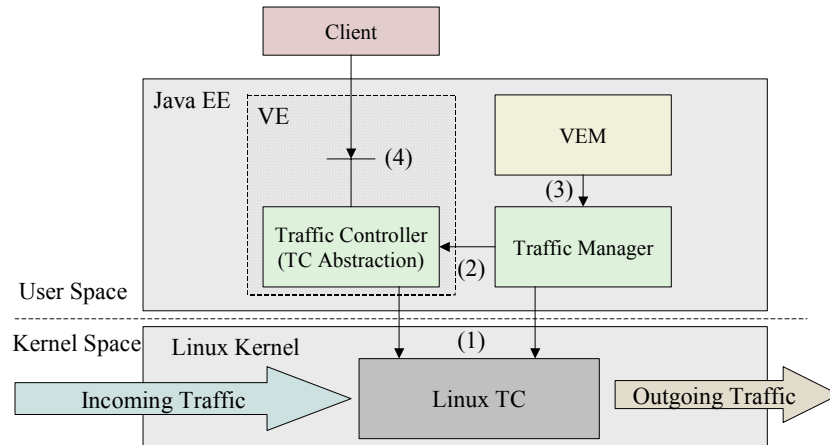 Client
Java EE
VE
VEM
(4)
(3)
Traffic Controller
(TC Abstraction)
(2)
Traffic Manager
User Space
Kernel Space
Linux Kernel
(1)
Incoming Traffic
Linux TC
Outgoing Traffic